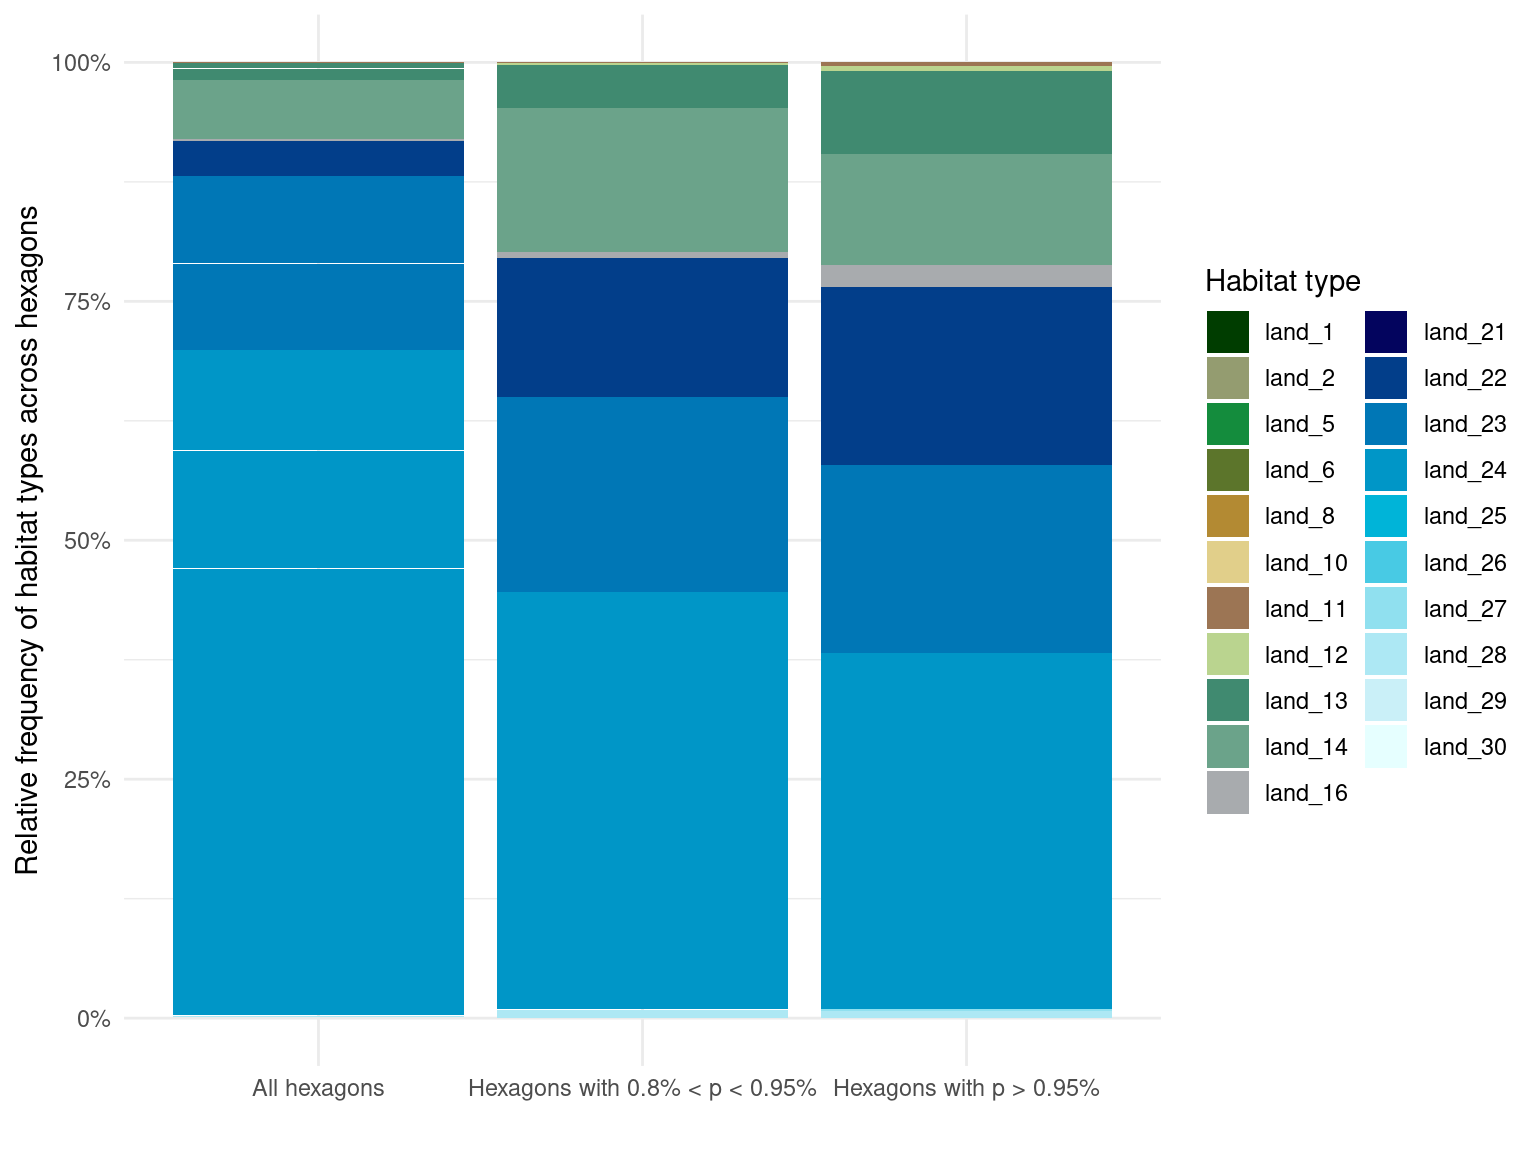 Relative frequency of habitat types across hexagons
100%
75%
50%
25%
0%
All hexagons
Hexagons with 0.8% < p < 0.95%
Hexagons with p > 0.95%
Habitat type
land_1
land_2
land_5
land_6
land_8
land_10
land_11
land_12
land_13
land_14
land_16
land_21
land_22
land_23
land_24
land_25
land_26
land_27
land_28
land_29
land_30